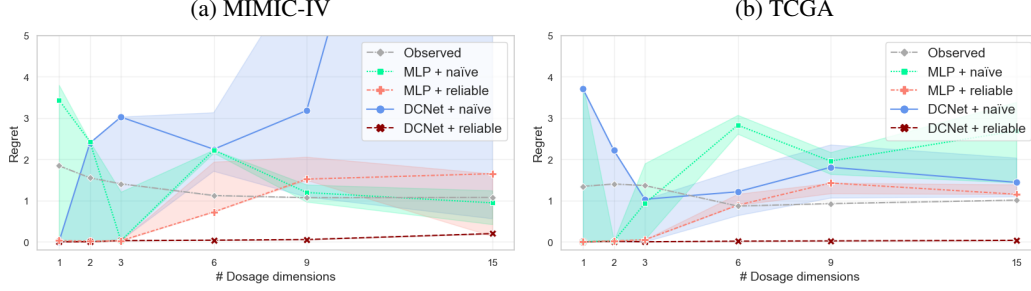 (a) MIMIC-IV
5
4
3
2
1
0
Regret
1
2
3
6
9
15
# Dosage dimensions
Observed
MLP + naïve
MLP + reliable
DCNet + naïve
DCNet + reliable
(b) TCGA
5
4
3
2
1
0
Regret
1
2
3
6
9
15
# Dosage dimensions
Observed
MLP + naïve
MLP + reliable
DCNet + naïve
DCNet + reliable